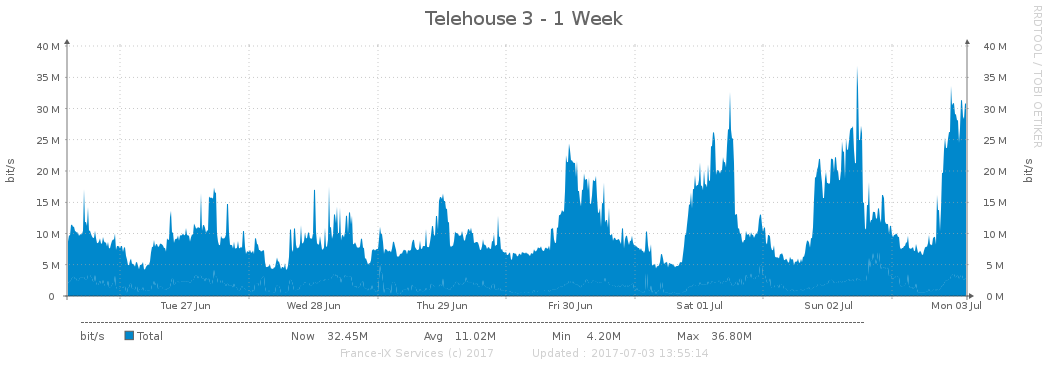 Telehouse 3 - 1 Week
RRDTOOL / TOBI OETIKER
bit/s
40 M
35 M
30 M
25 M
20 M
15 M
10 M
5 M
0
40 M
35 M
30 M
25 M
20 M
15 M
10 M
5 M
0 M
bit/s
Tue 27 Jun Wed 28 Jun Thu 29 Jun Fri 30 Jun Sat 01 Jul Sun 02 Jul Mon 03 Jul
bit/s Total Now 32.45M Avg 11.02M Min 4.20M Max 36.80M
France-IX Services (c) 2017 Updated : 2017-07-03 13:55:14